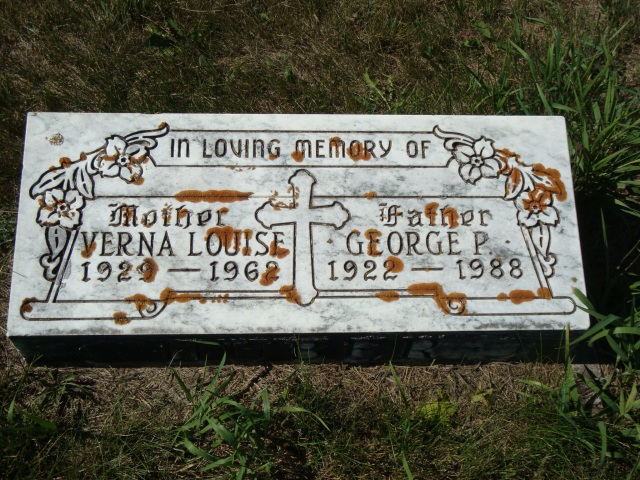 IN LOVING MEMORY OF
Mother Father
VERNA LOUISE GEORGE P.
1929 — 1962 1922 — 1988